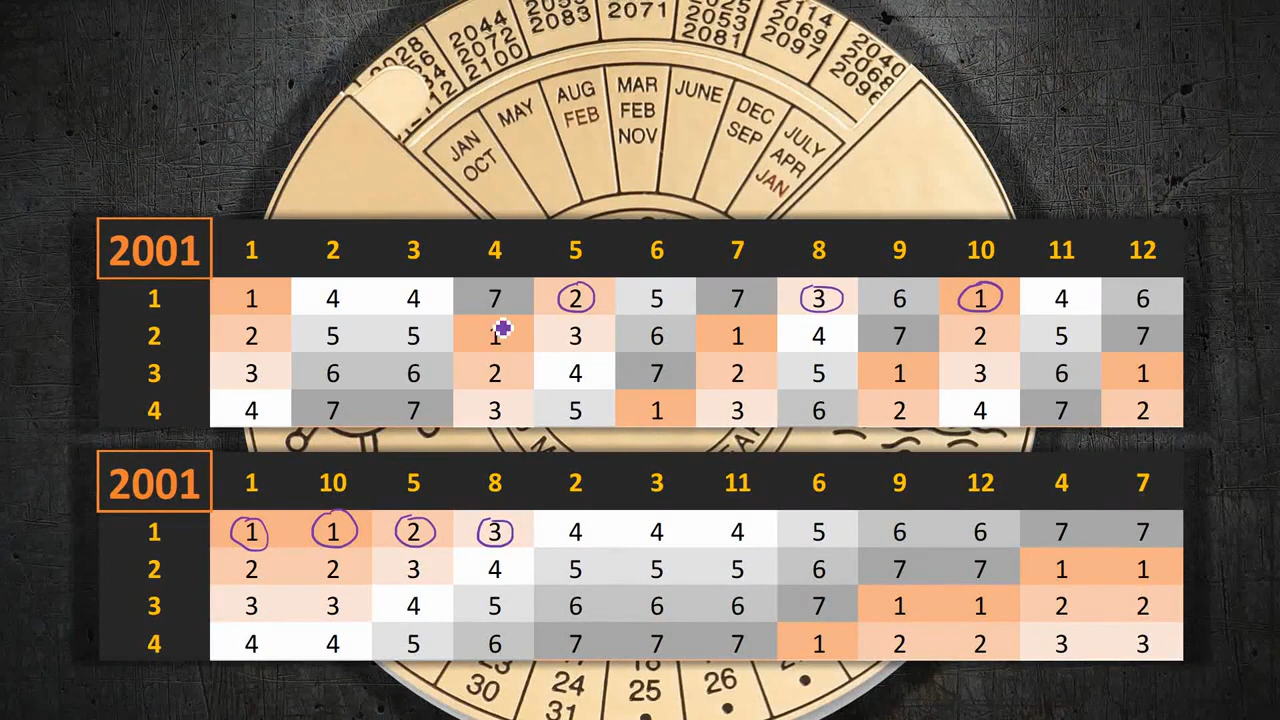 2044
2072
2100
2083
2071
2053
2081
2114
2069
2097
2040
2068
2096
JAN
OCT
MAY
AUG
FEB
MAR
FEB
NOV
JUNE
DEC
SEP
JULY
APR
JAN
2001 1 2 3 4 5 6 7 8 9 10 11 12
1 1 4 4 7 2 5 7 3 6 1 4 6
2 2 5 5 1 3 6 1 4 7 2 5 7
3 3 6 6 2 4 7 2 5 1 3 6 1
4 4 7 7 3 5 1 3 6 2 4 7 2
2001 1 10 5 8 2 3 11 6 9 12 4 7
1 1 1 2 3 4 4 4 5 6 6 7 7
2 2 2 3 4 5 5 5 6 7 7 1 1
3 3 3 4 5 6 6 6 7 1 1 2 2
4 4 4 5 6 7 7 7 1 2 2 3 3
23
30
24
31
18
25
26